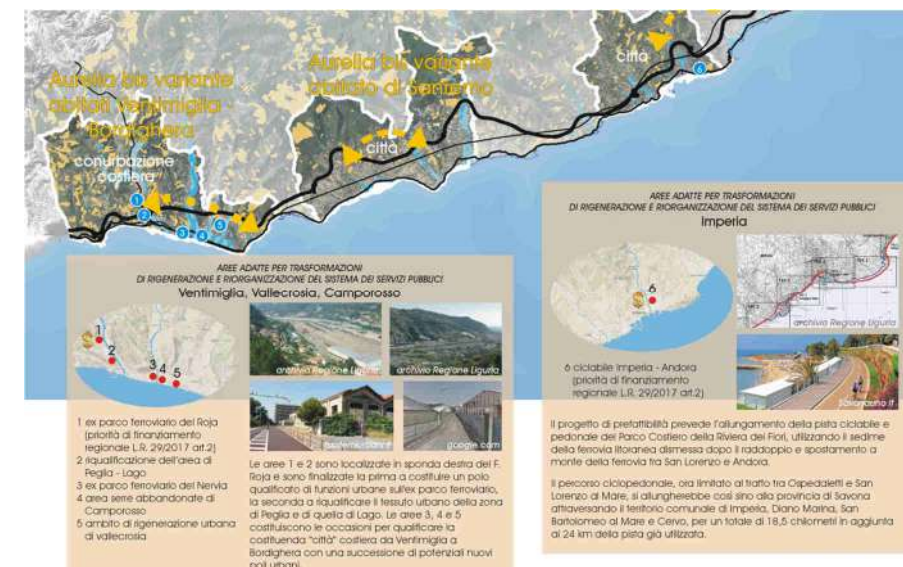 Aurelia bis variante
abitati Ventimiglia -
Bordighera
conurbazione
costiera
Aurelia bis variante
abitato di Sanremo
città
città
1
2
3
4
5
6
AREE ADATTE PER TRASFORMAZIONI
DI RIGENERAZIONE E RIORGANIZZAZIONE DEL SISTEMA DEI SERVIZI PUBBLICI
Ventimiglia, Vallecrosia, Camporosso
1
2
3
4
5
archivio Regione Liguria
archivio Regione Liguria
google.com
1 ex parco ferroviario del Roja
(priorità di finanziamento
regionale L.R. 29/2017 art.2)
2 riqualificazione dell'area di
Peglia - Lago
3 ex parco ferroviario del Nervia
4 area serre abbandonate di
Camporosso
5 ambito di rigenerazione urbana
di vallecrosia
Le aree 1 e 2 sono localizzate in sponda destra del F.
Roja e sono finalizzate la prima a costituire un polo
qualificato di funzioni urbane sull'ex parco ferroviario,
la seconda a riqualificare il tessuto urbano della zona
di Peglia e di quella di Lago. Le aree 3, 4 e 5
costituiscono le occasioni per qualificare la
costituenda "città" costiera da Ventimiglia a
Bordighera con una successione di potenziali nuovi
poli urbani.
AREE ADATTE PER TRASFORMAZIONI
DI RIGENERAZIONE E RIORGANIZZAZIONE DEL SISTEMA DEI SERVIZI PUBBLICI
Imperia
6
archivio Regione Liguria
6 ciclabile Imperia - Andora
(priorità di finanziamento
regionale L.R. 29/2017 art.2)
Il progetto di prefattibilità prevede l'allungamento della pista ciclabile e
pedonale del Parco Costiero della Riviera dei Fiori, utilizzando il sedime
della ferrovia litoranea dismessa dopo il raddoppio e spostamento a
monte della ferrovia tra San Lorenzo e Andora.
Il percorso ciclopedonale, ora limitato al tratto tra Ospedaletti e San
Lorenzo al Mare, si allungherebbe così sino alla provincia di Savona
attraversando il territorio comunale di Imperia, Diano Marina, San
Bartolomeo al Mare e Cervo, per un totale di 18,5 chilometri in aggiunta
ai 24 km della pista già utilizzata.